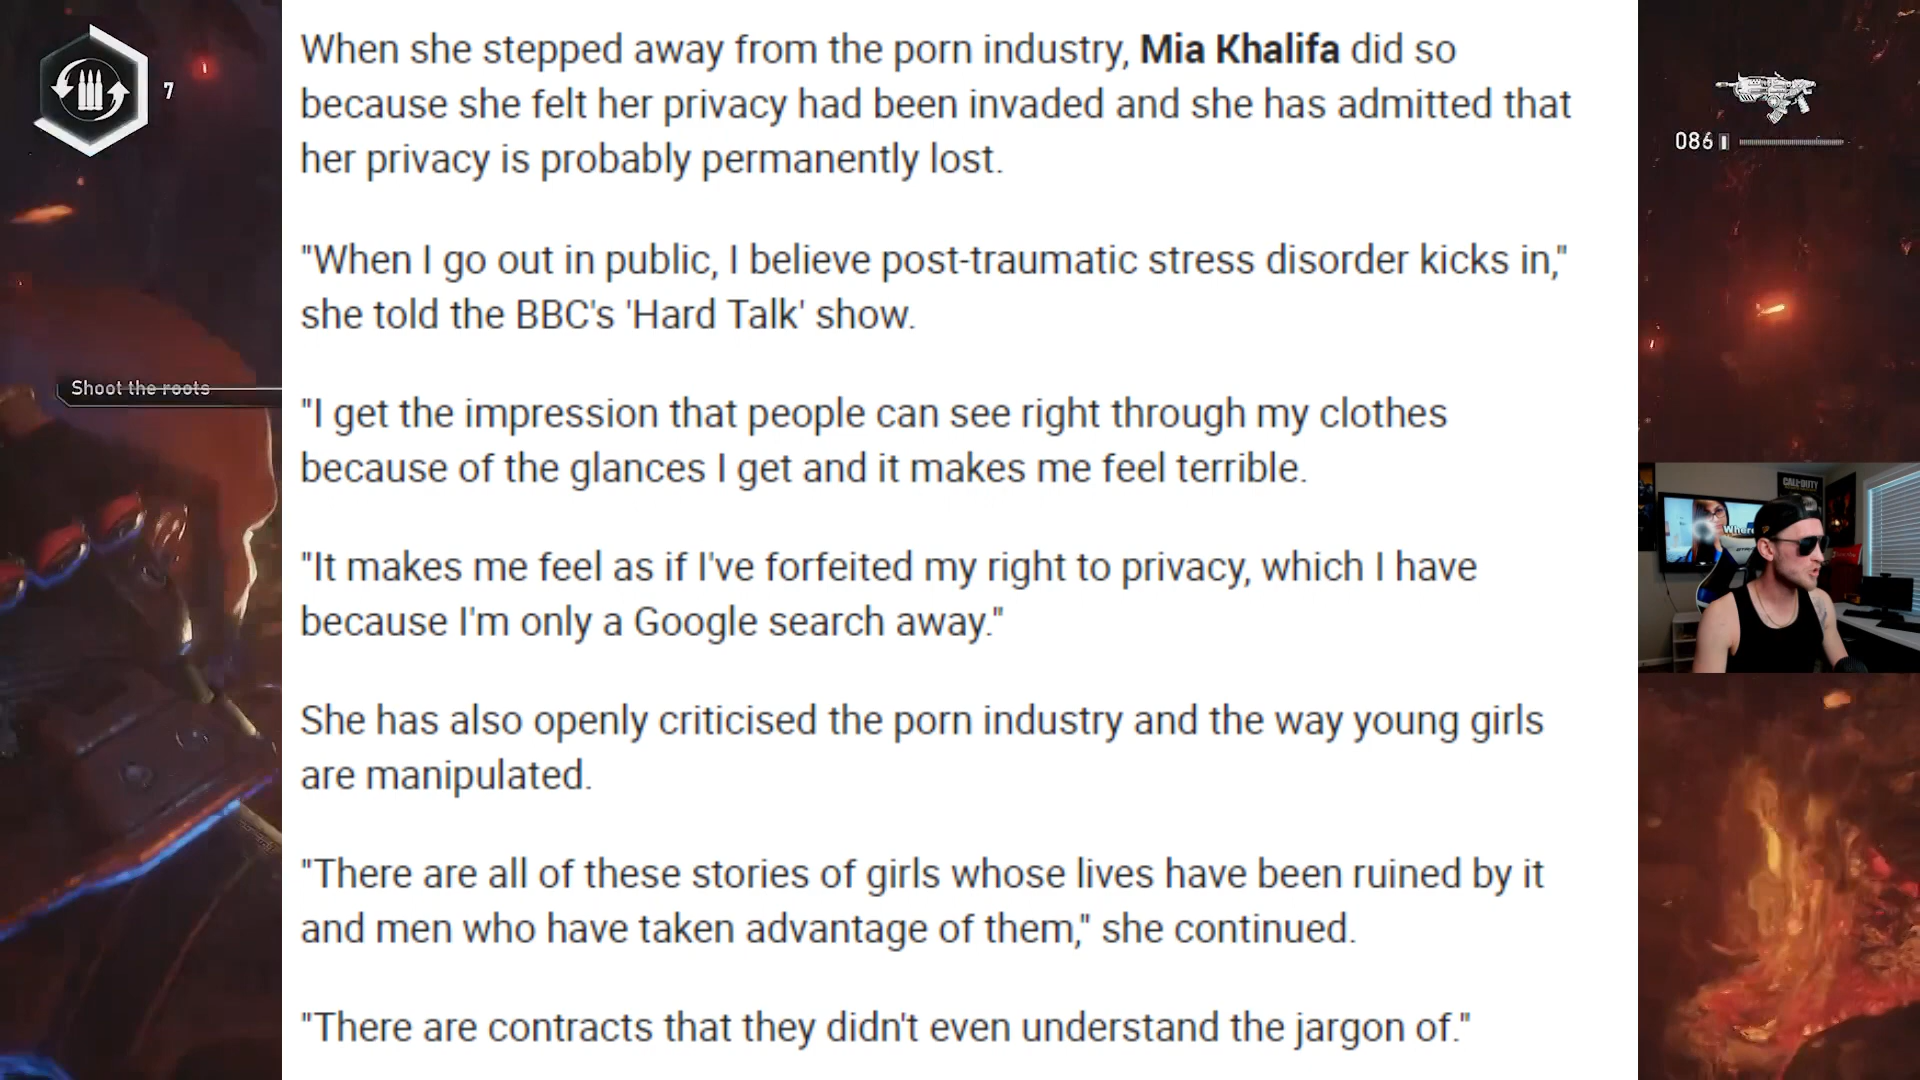 When she stepped away from the porn industry, Mia Khalifa did so
because she felt her privacy had been invaded and she has admitted that
her privacy is probably permanently lost.
"When I go out in public, I believe post-traumatic stress disorder kicks in,"
she told the BBC's 'Hard Talk' show.
"I get the impression that people can see right through my clothes
because of the glances I get and it makes me feel terrible.
"It makes me feel as if I've forfeited my right to privacy, which I have
because I'm only a Google search away."
She has also openly criticised the porn industry and the way young girls
are manipulated.
"There are all of these stories of girls whose lives have been ruined by it
and men who have taken advantage of them," she continued.
"There are contracts that they didn't even understand the jargon of."
7
Shoot the roots
086
CALL OF DUTY
Where